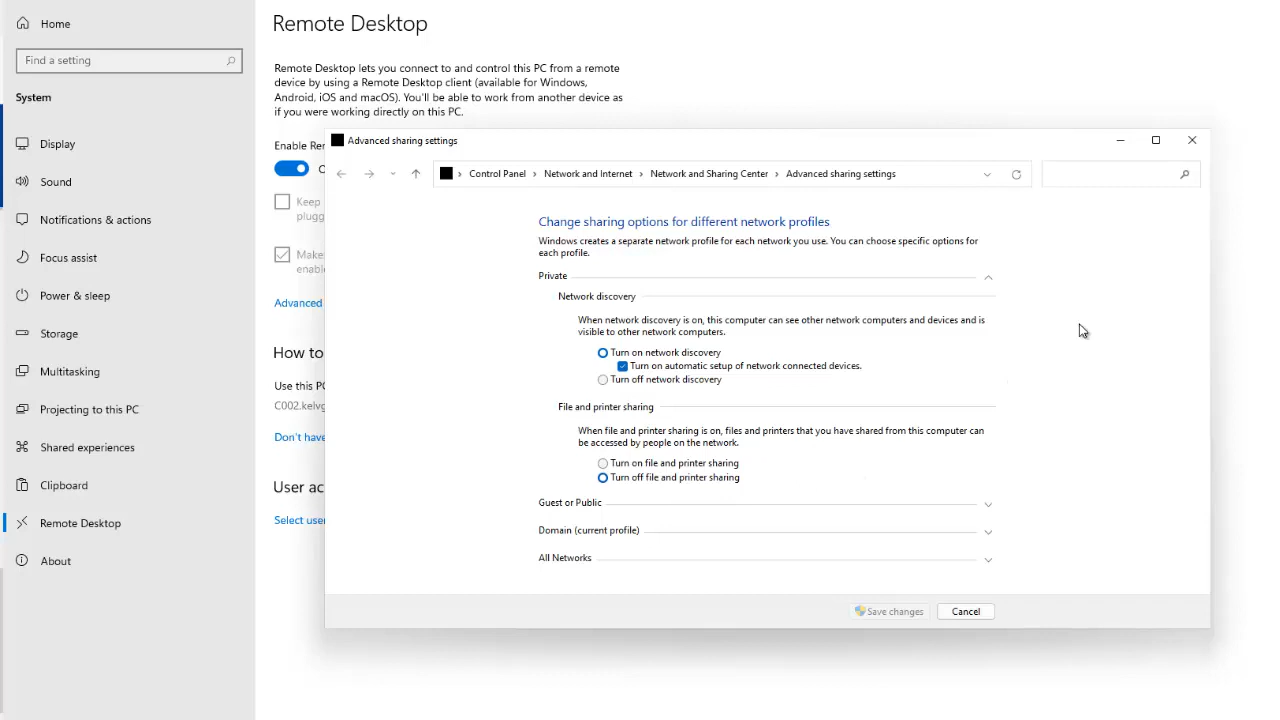 Home
Find a setting
System
Display
Sound
Notifications & actions
Focus assist
Power & sleep
Storage
Multitasking
Projecting to this PC
Shared experiences
Clipboard
Remote Desktop
About
Remote Desktop
Remote Desktop lets you connect to and control this PC from a remote
device by using a Remote Desktop client (available for Windows,
Android, iOS and macOS). You'll be able to work from another device as
if you were working directly on this PC.
Enable Rer
Keep
plugg
Make
enable
Advanced
How to
Use this PC
C002.kelvg
Don't have
User ac
Select user
Advanced sharing settings
Control Panel
Network and Internet
Network and Sharing Center
Advanced sharing settings
Change sharing options for different network profiles
Windows creates a separate network profile for each network you use. You can choose specific options for
each profile.
Private
Network discovery
When network discovery is on, this computer can see other network computers and devices and is
visible to other network computers.
Turn on network discovery
Turn on automatic setup of network connected devices.
Turn off network discovery
File and printer sharing
When file and printer sharing is on, files and printers that you have shared from this computer can
be accessed by people on the network.
Turn on file and printer sharing
Turn off file and printer sharing
Guest or Public
Domain (current profile)
All Networks
Save changes
Cancel